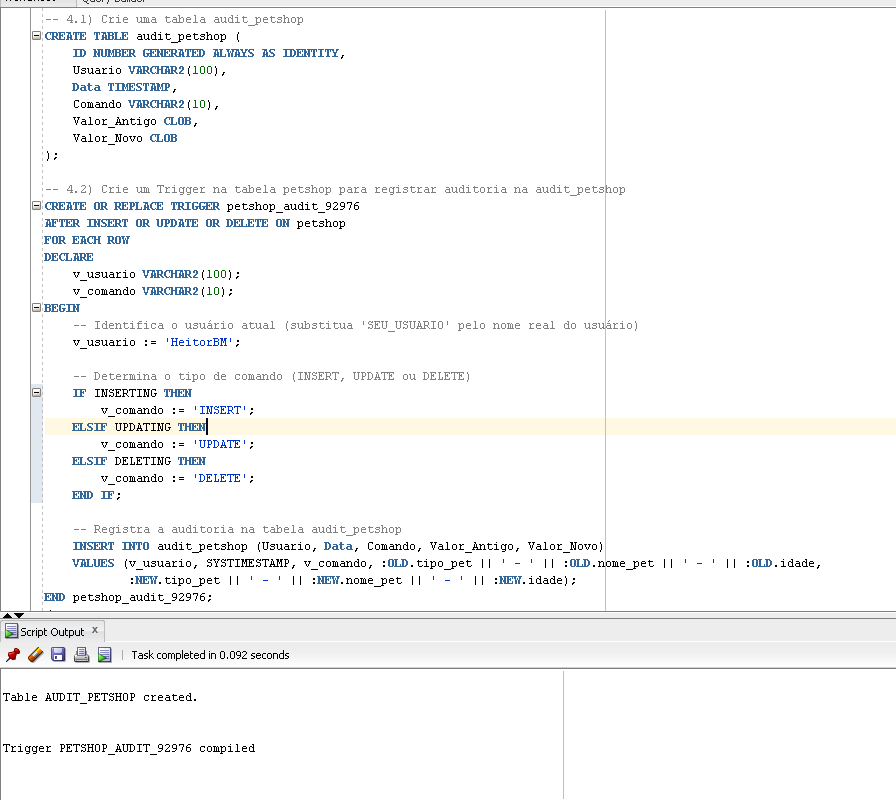 -- 4.1) Crie uma tabela audit_petshop
CREATE TABLE audit_petshop (
    ID NUMBER GENERATED ALWAYS AS IDENTITY,
    Usuario VARCHAR2(100),
    Data TIMESTAMP,
    Comando VARCHAR2(10),
    Valor_Antigo CLOB,
    Valor_Novo CLOB
);
-- 4.2) Crie um Trigger na tabela petshop para registrar auditoria na audit_petshop
CREATE OR REPLACE TRIGGER petshop_audit_92976
AFTER INSERT OR UPDATE OR DELETE ON petshop
FOR EACH ROW
DECLARE
    v_usuario VARCHAR2(100);
    v_comando VARCHAR2(10);
BEGIN
    -- Identifica o usuário atual (substitua 'SEU_USUARIO' pelo nome real do usuário)
    v_usuario := 'HeitorBM';
    -- Determina o tipo de comando (INSERT, UPDATE ou DELETE)
    IF INSERTING THEN
        v_comando := 'INSERT';
    ELSIF UPDATING THEN
        v_comando := 'UPDATE';
    ELSIF DELETING THEN
        v_comando := 'DELETE';
    END IF;
    -- Registra a auditoria na tabela audit_petshop
    INSERT INTO audit_petshop (Usuario, Data, Comando, Valor_Antigo, Valor_Novo)
    VALUES (v_usuario, SYSTIMESTAMP, v_comando, :OLD.tipo_pet || ' - ' || :OLD.nome_pet || ' - ' || :OLD.idade,
            :NEW.tipo_pet || ' - ' || :NEW.nome_pet || ' - ' || :NEW.idade);
END petshop_audit_92976;
Script Output x
Task completed in 0.092 seconds
Table AUDIT_PETSHOP created.
Trigger PETSHOP_AUDIT_92976 compiled